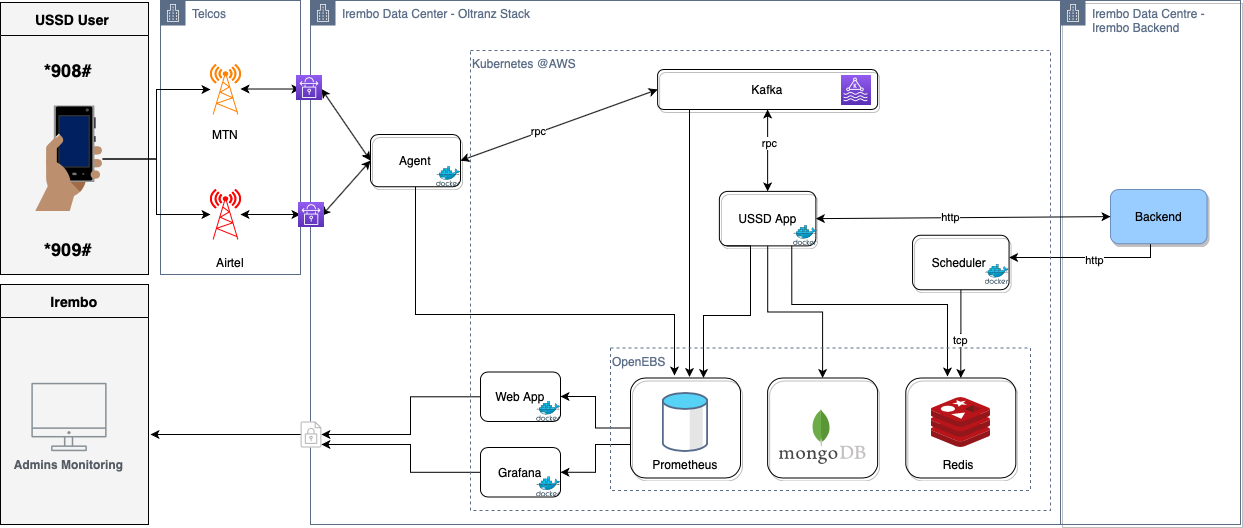 USSD User
*908#
*909#
Telcos
MTN
Airtel
Irembo Data Center - Oltranz Stack
Kubernetes @AWS
Kafka
rpc
rpc
Agent
docker
USSD App
docker
http
Scheduler
docker
http
tcp
Irembo Data Centre -
Irembo Backend
Backend
OpenEBS
Web App
docker
Grafana
docker
Prometheus
mongoDB
Redis
Irembo
Admins Monitoring